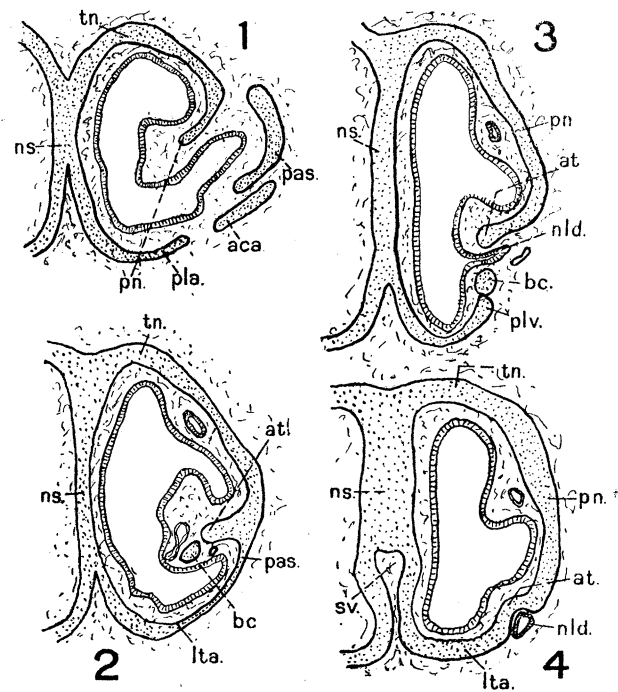 1
tn.
ns.
pas.
aca.
pn.
pla.
3
ns.
pn
at.
nld.
bc.
plv.
2
tn.
atl.
ns.
pas.
bc
lta.
4
tn.
ns.
pn.
sv.
at.
nld.
lta.